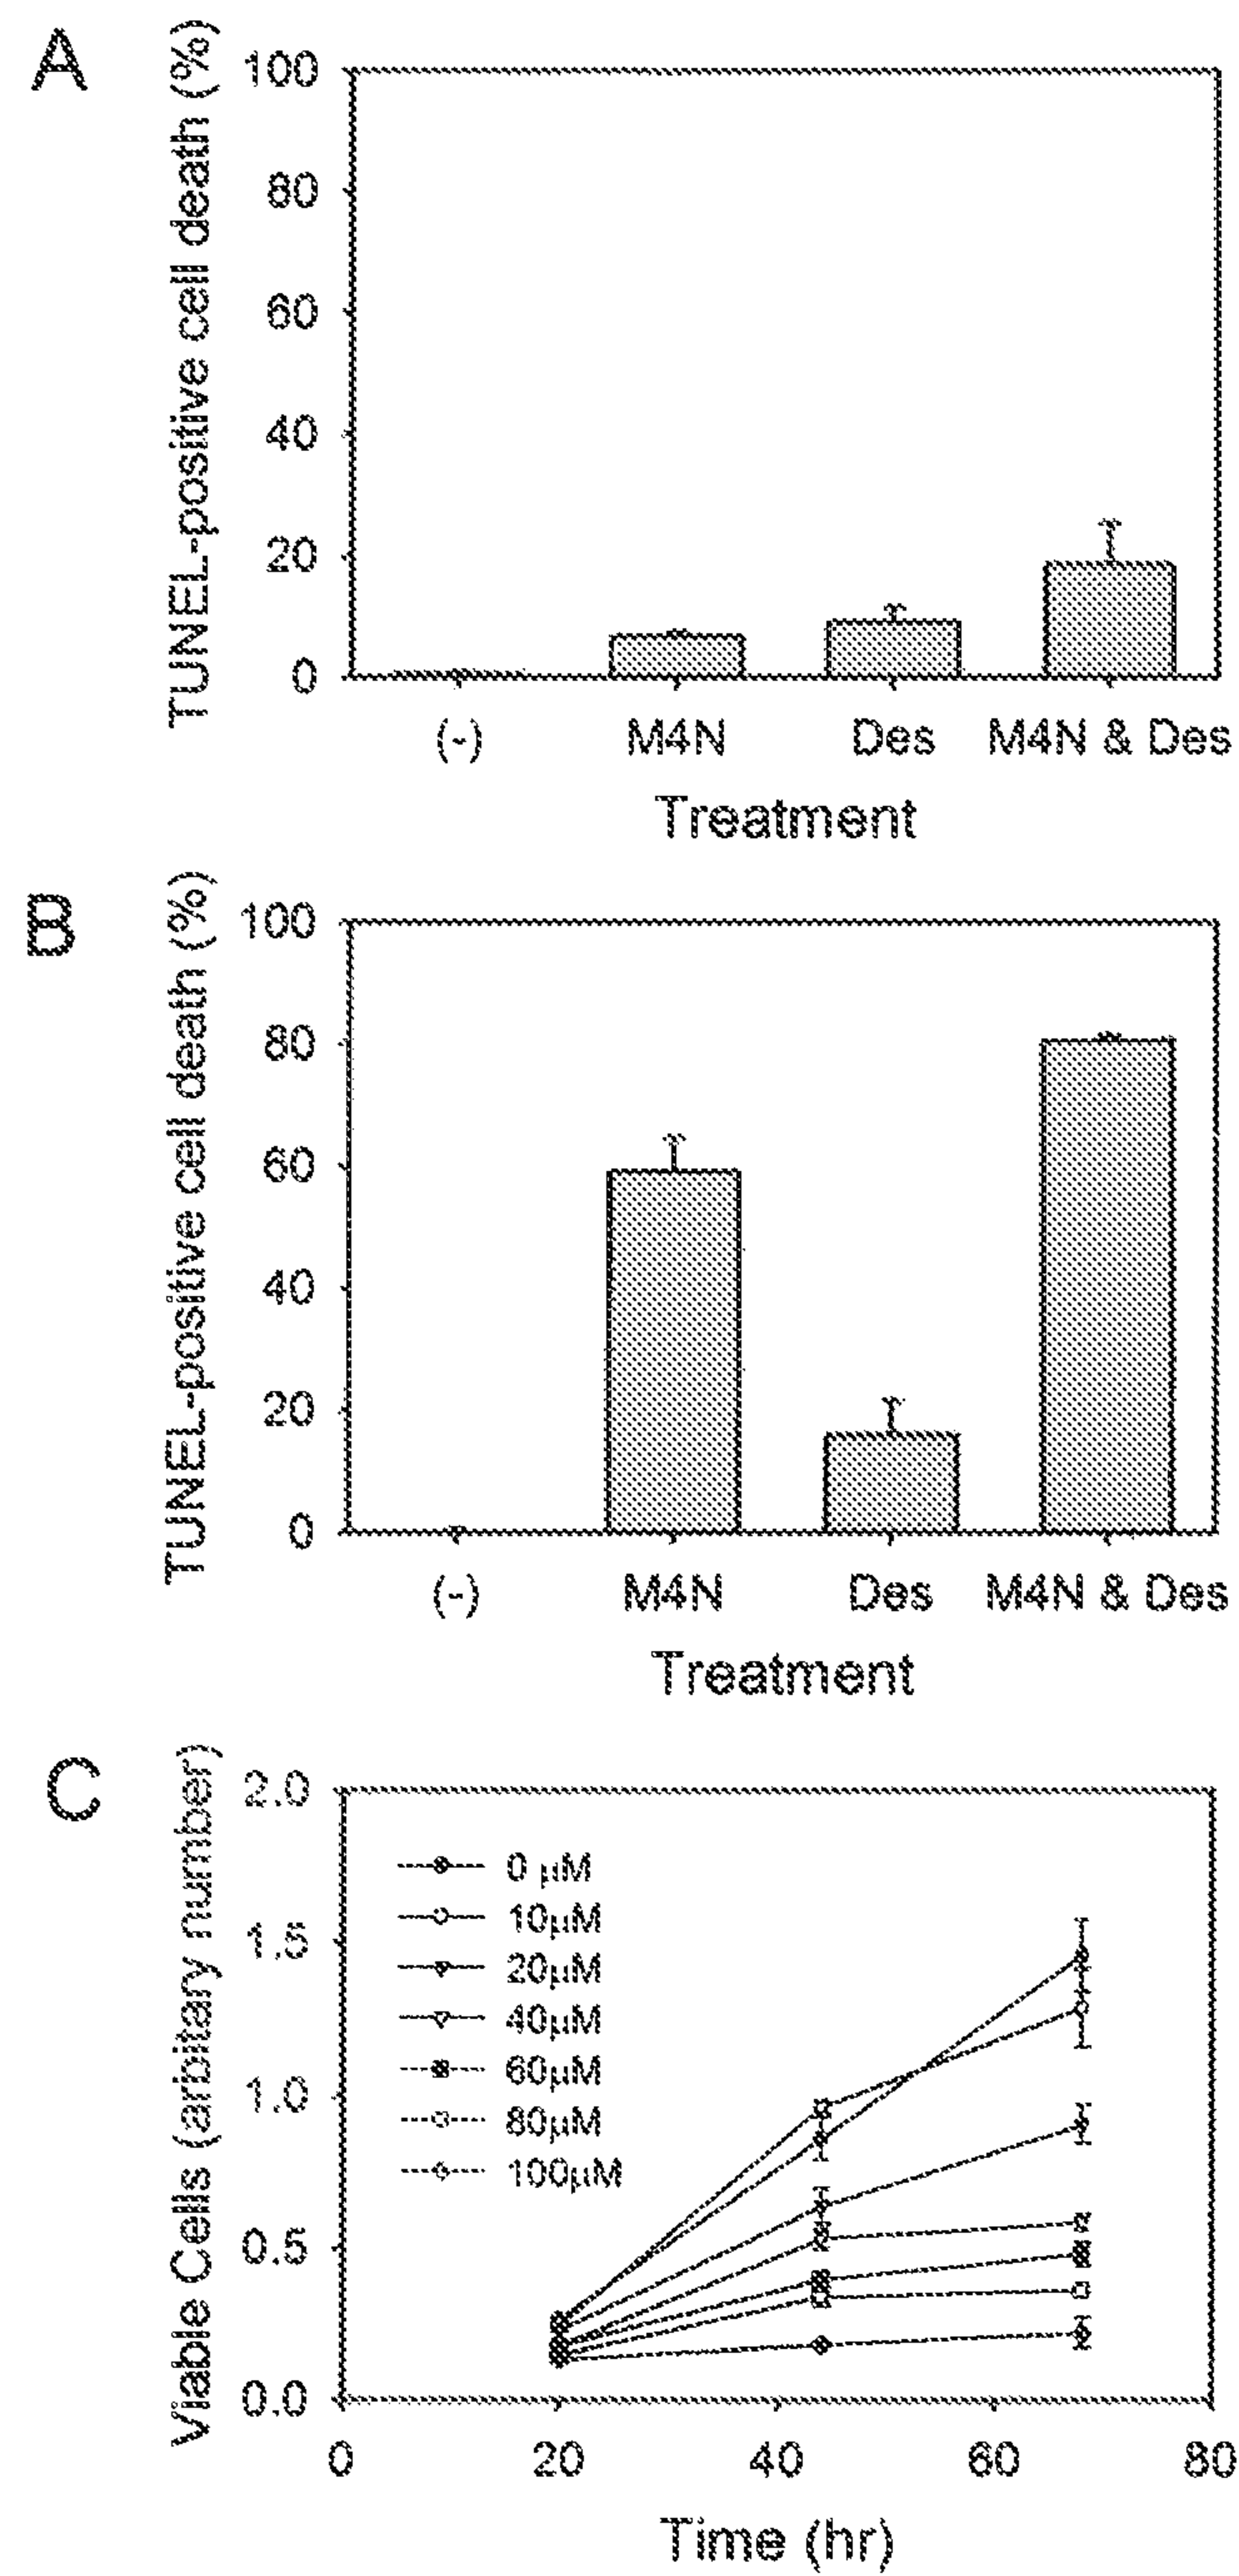 A
TUNEL-positive cell death (%)
100
80
60
40
20
0
(-) M4N Des M4N & Des
Treatment
B
TUNEL-positive cell death (%)
100
80
60
40
20
0
(-) M4N Des M4N & Des
Treatment
C
Viable Cells (arbitary number)
2.0
1.5
1.0
0.5
0.0
0 μM
10μM
20μM
40μM
60μM
80μM
100μM
0 20 40 60 80
Time (hr)